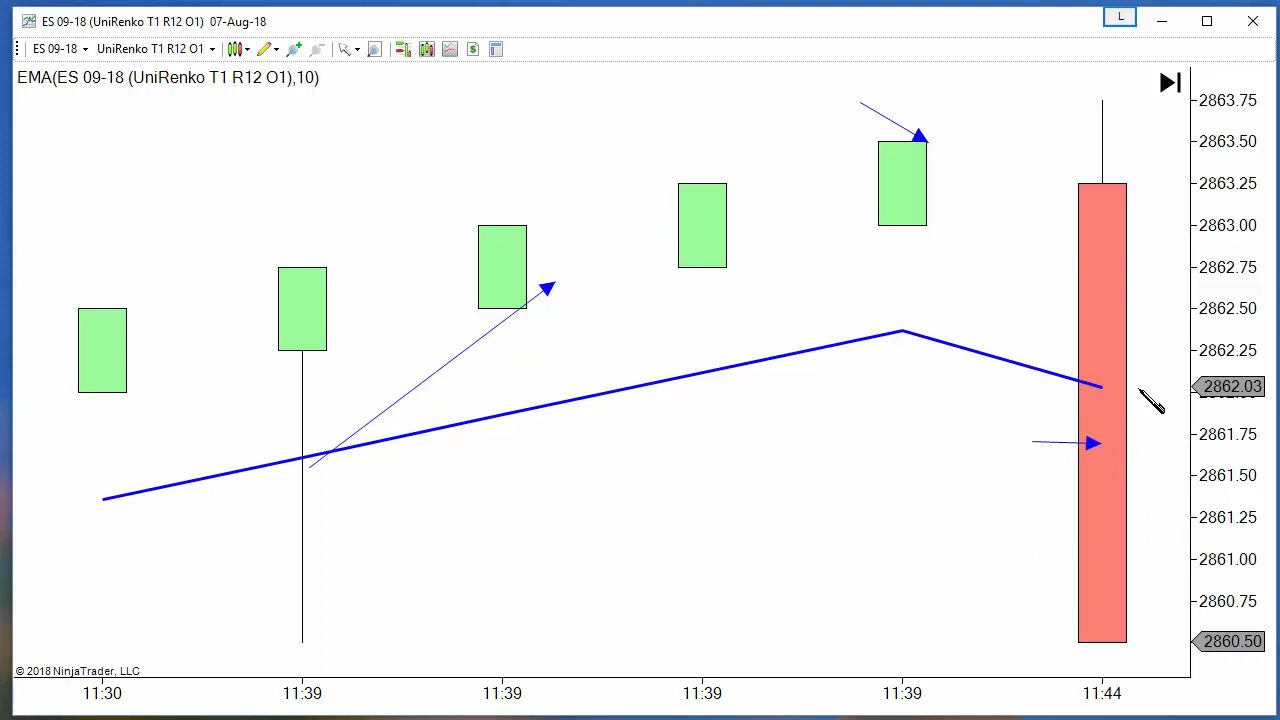 ES 09-18 (UniRenko T1 R12 O1)  07-Aug-18
L
ES 09-18 UniRenko T1 R12 O1
EMA(ES 09-18 (UniRenko T1 R12 O1),10)
2863.75
2863.50
2863.25
2863.00
2862.75
2862.50
2862.25
2862.03
2861.75
2861.50
2861.25
2861.00
2860.75
2860.50
© 2018 NinjaTrader, LLC
11:30 11:39 11:39 11:39 11:39 11:44